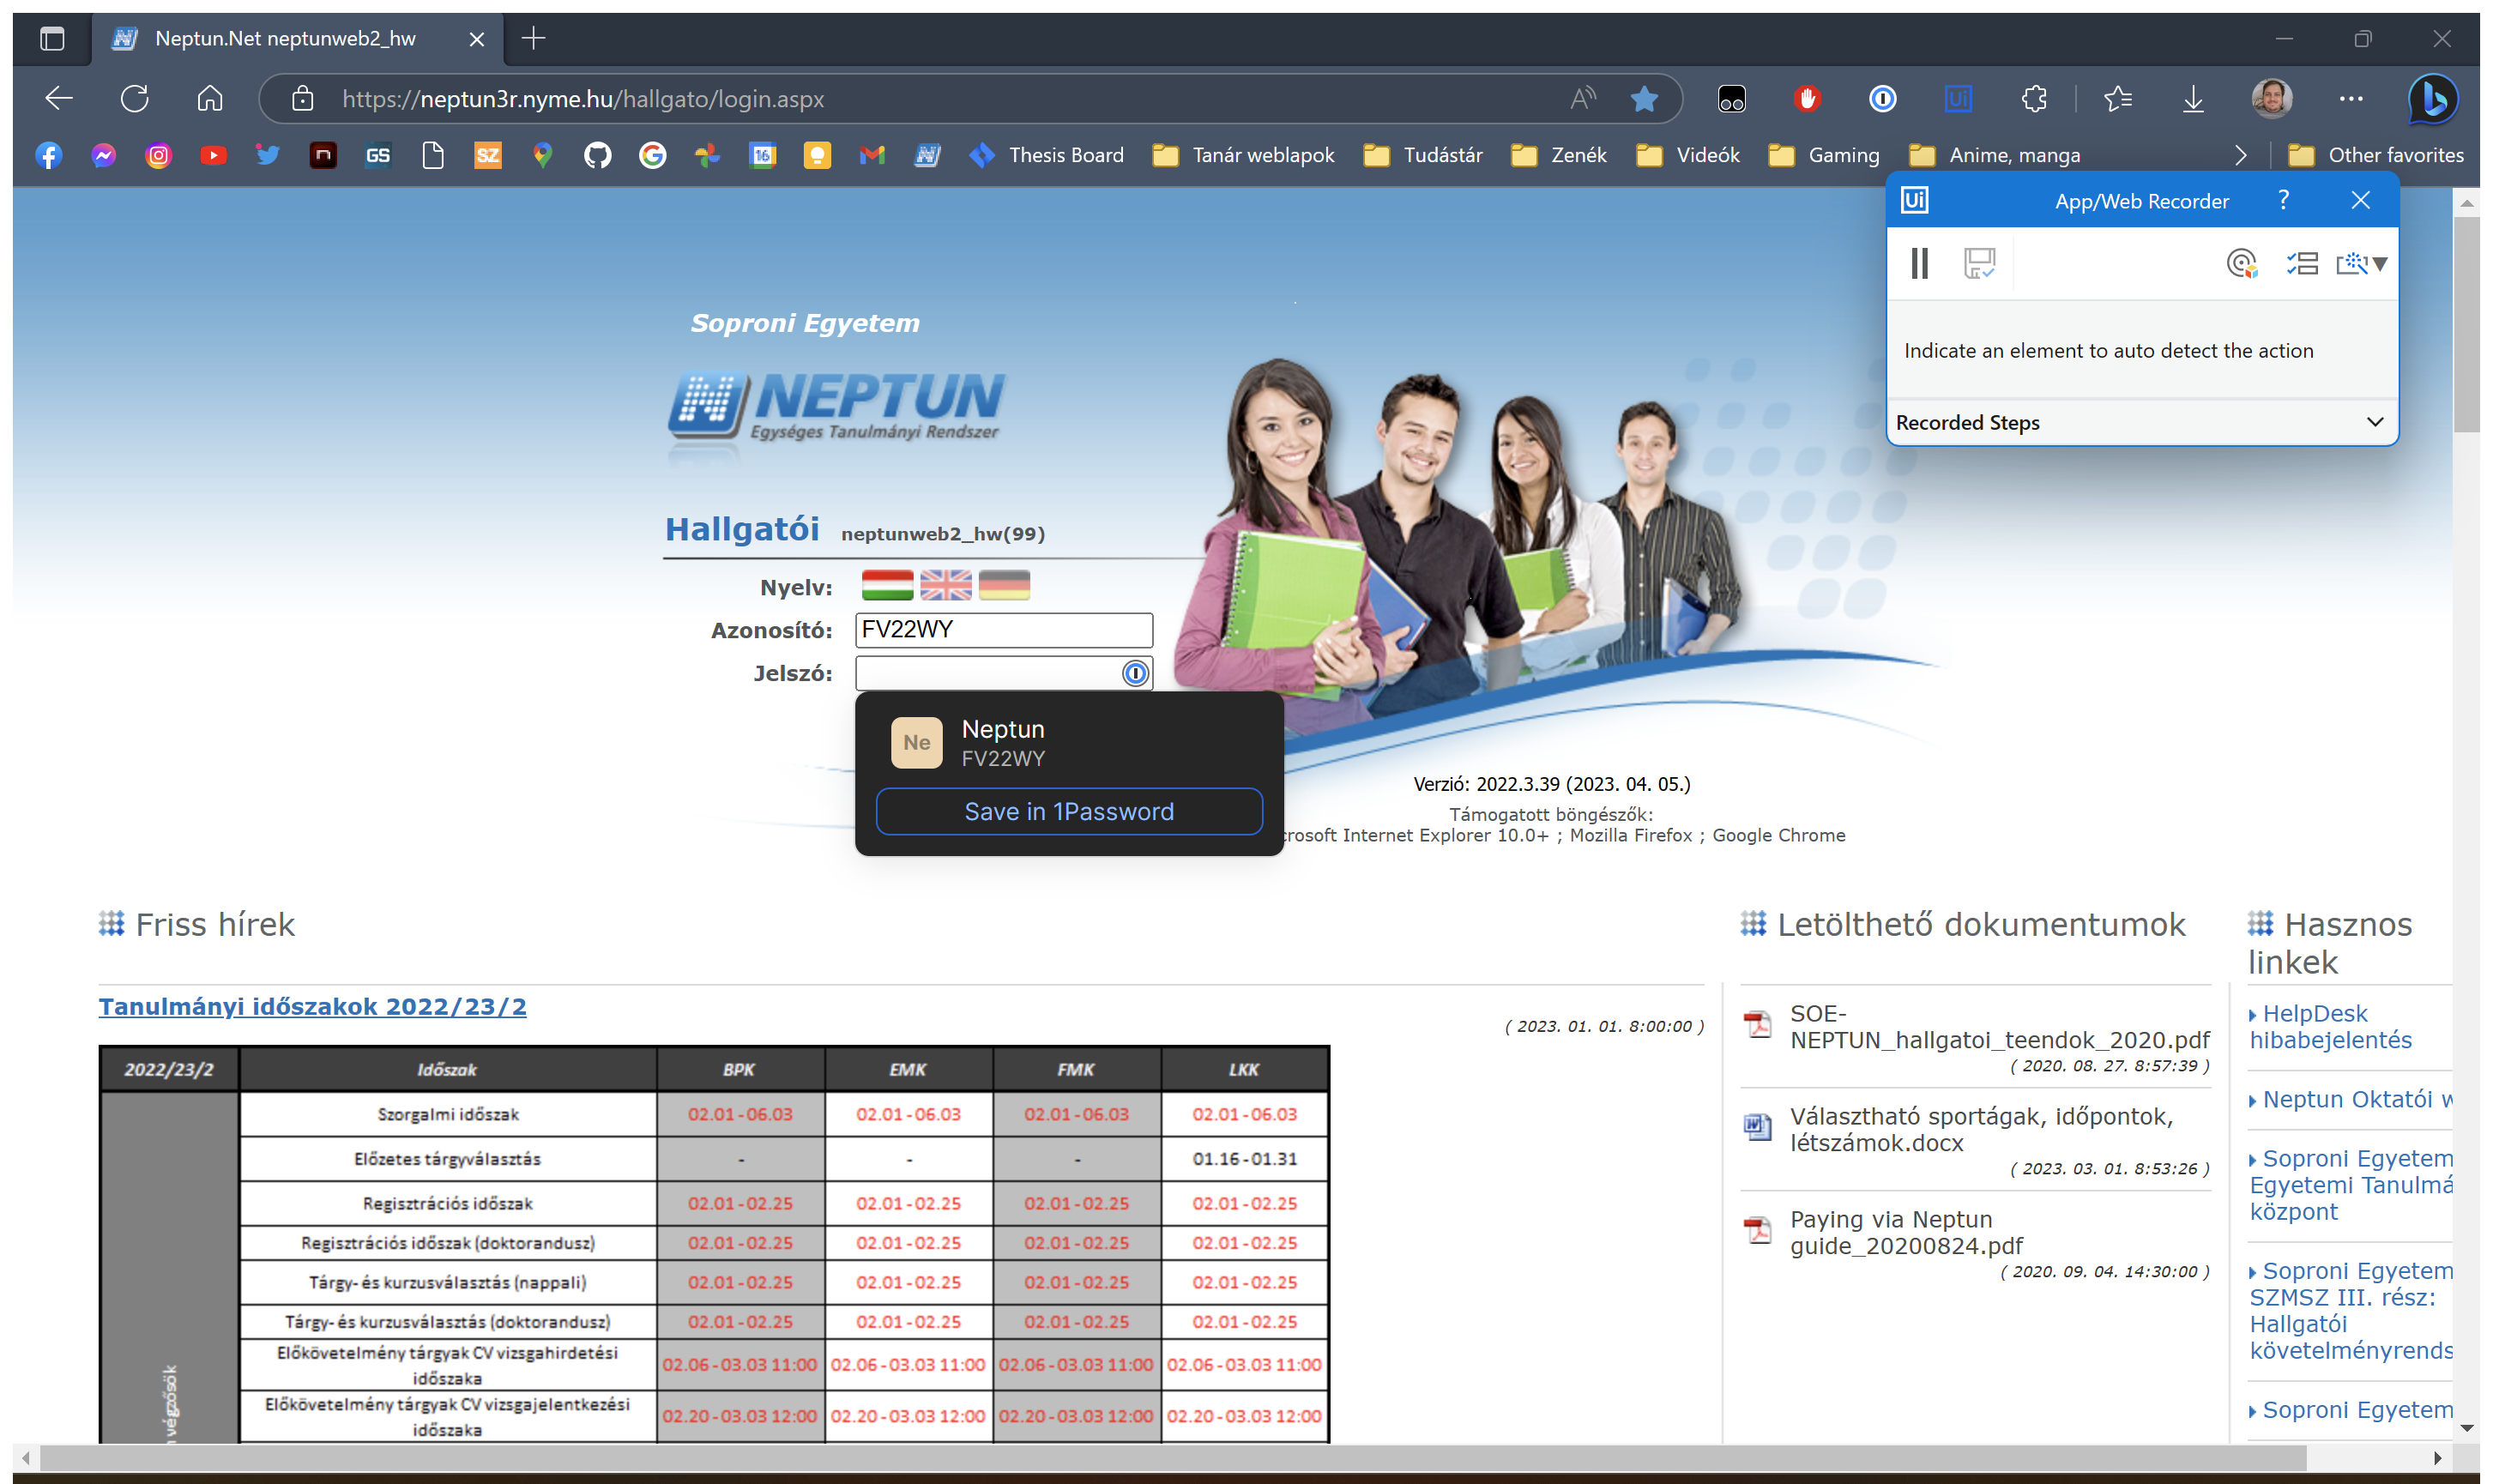 Neptun.Net neptunweb2_hw
https://neptun3r.nyme.hu/hallgato/login.aspx
GS
SZ
16
Thesis Board
Tanár weblapok
Tudástár
Zenék
Videók
Gaming
Anime, manga
Other favorites
Ui
App/Web Recorder
?
Indicate an element to auto detect the action
Recorded Steps
Soproni Egyetem
NEPTUN
Egységes Tanulmányi Rendszer
Hallgatói neptunweb2_hw(99)
Nyelv:
Azonosító: FV22WY
Jelszó:
Ne
Neptun
FV22WY
Save in 1Password
Verzió: 2022.3.39 (2023. 04. 05.)
Támogatott böngészők:
crosoft Internet Explorer 10.0+ ; Mozilla Firefox ; Google Chrome
Friss hírek
Tanulmányi időszakok 2022/23/2
( 2023. 01. 01. 8:00:00 )
2022/23/2 Időszak BPK EMK FMK LKK
Szorgalmi időszak 02.01-06.03 02.01-06.03 02.01-06.03 02.01-06.03
Előzetes tárgyválasztás - - - 01.16-01.31
Regisztrációs időszak 02.01-02.25 02.01-02.25 02.01-02.25 02.01-02.25
Regisztrációs időszak (doktorandusz) 02.01-02.25 02.01-02.25 02.01-02.25 02.01-02.25
Tárgy- és kurzusválasztás (nappali) 02.01-02.25 02.01-02.25 02.01-02.25 02.01-02.25
Tárgy- és kurzusválasztás (doktorandusz) 02.01-02.25 02.01-02.25 02.01-02.25 02.01-02.25
Előkövetelmény tárgyak CV vizsgahirdetési
időszaka
02.06-03.03 11:00 02.06-03.03 11:00 02.06-03.03 11:00 02.06-03.03 11:00
Előkövetelmény tárgyak CV vizsgajelentkezési
időszaka
02.20-03.03 12:00 02.20-03.03 12:00 02.20-03.03 12:00 02.20-03.03 12:00
végzősök
Letölthető dokumentumok
SOE-
NEPTUN_hallgatoi_teendok_2020.pdf
( 2020. 08. 27. 8:57:39 )
Választható sportágak, időpontok,
létszámok.docx
( 2023. 03. 01. 8:53:26 )
Paying via Neptun
guide_20200824.pdf
( 2020. 09. 04. 14:30:00 )
Hasznos
linkek
HelpDesk
hibabejelentés
Neptun Oktatói w
Soproni Egyetem
Egyetemi Tanulmá
központ
Soproni Egyetem
SZMSZ III. rész:
Hallgatói
követelményrends
Soproni Egyetem